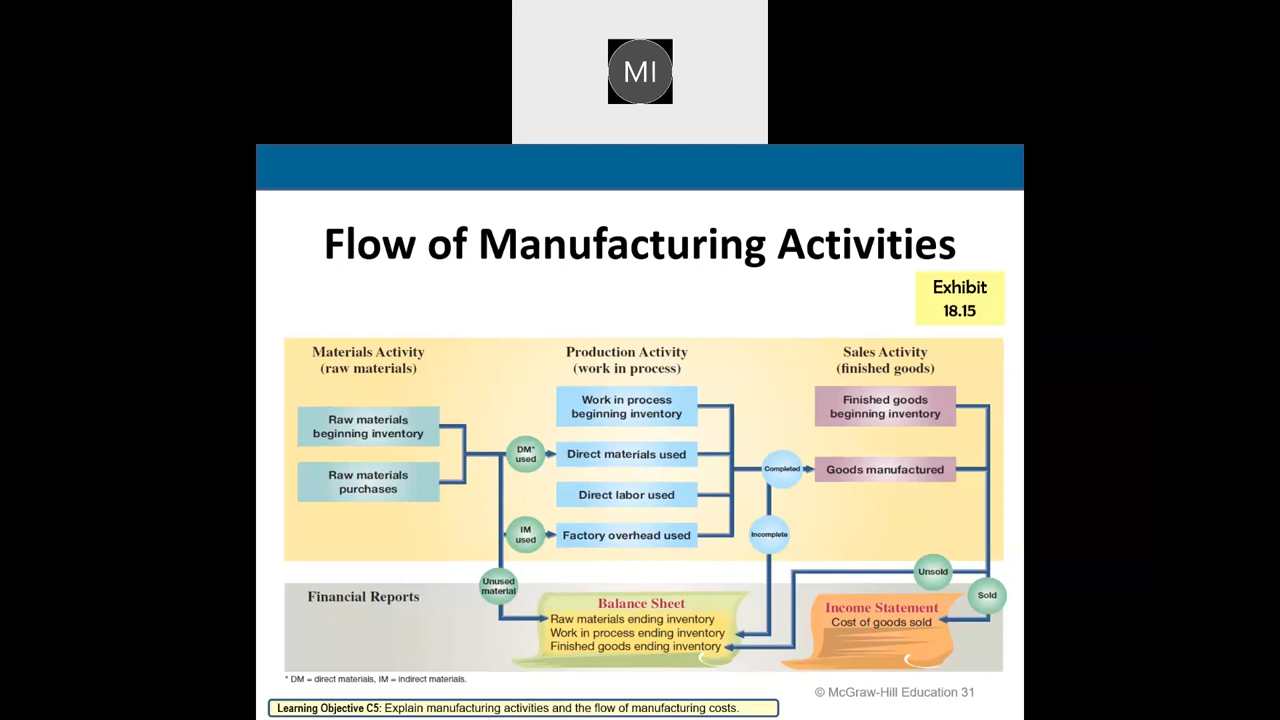 MI
Flow of Manufacturing Activities
Exhibit
18.15
Materials Activity
(raw materials)
Production Activity
(work in process)
Sales Activity
(finished goods)
Raw materials
beginning inventory
Raw materials
purchases
DM*
used
IM
used
Unused
material
Work in process
beginning inventory
Direct materials used
Direct labor used
Factory overhead used
Completed
Incomplete
Finished goods
beginning inventory
Goods manufactured
Unsold
Sold
Financial Reports
Balance Sheet
Raw materials ending inventory
Work in process ending inventory
Finished goods ending inventory
Income Statement
Cost of goods sold
* DM = direct materials, IM = indirect materials.
© McGraw-Hill Education 31
Learning Objective C5: Explain manufacturing activities and the flow of manufacturing costs.